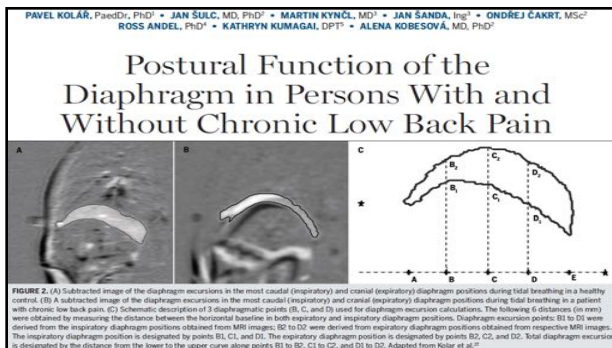 PAVEL KOLÁŘ, PaedDr, PhD¹ • JAN ŠULC, MD, PhD² • MARTIN KYNČL, MD³ • JAN ŠANDA, Ing³ • ONDŘEJ ČAKRT, MSc²
ROSS ANDEL, PhD⁴ • KATHRYN KUMAGAI, DPT⁵ • ALENA KOBESOVÁ, MD, PhD²
Postural Function of the
Diaphragm in Persons With and
Without Chronic Low Back Pain
A
B
C
B₂
C₂
D₂
B₁
C₁
D₁
A B C D E
FIGURE 2. (A) Subtracted image of the diaphragm excursions in the most caudal (inspiratory) and cranial (expiratory) diaphragm positions during tidal breathing in a healthy
control. (B) A subtracted image of the diaphragm excursions in the most caudal (inspiratory) and cranial (expiratory) diaphragm positions during tidal breathing in a patient
with chronic low back pain. (C) Schematic description of 3 diaphragmatic points (B, C, and D) used for diaphragm excursion calculations. The following 6 distances (in mm)
were obtained by measuring the distance between the horizontal baseline in both expiratory and inspiratory diaphragm positions. Diaphragm excursion points: B1 to D1 were
derived from the inspiratory diaphragm positions obtained from MRI images; B2 to D2 were derived from expiratory diaphragm positions obtained from respective MRI images.
The inspiratory diaphragm position is designated by points B1, C1, and D1. The expiratory diaphragm position is designated by points B2, C2, and D2. Total diaphragm excursion
is designated by the distance from the lower to the upper curve along points B1 to B2, C1 to C2, and D1 to D2. Adapted from Kolar et al.